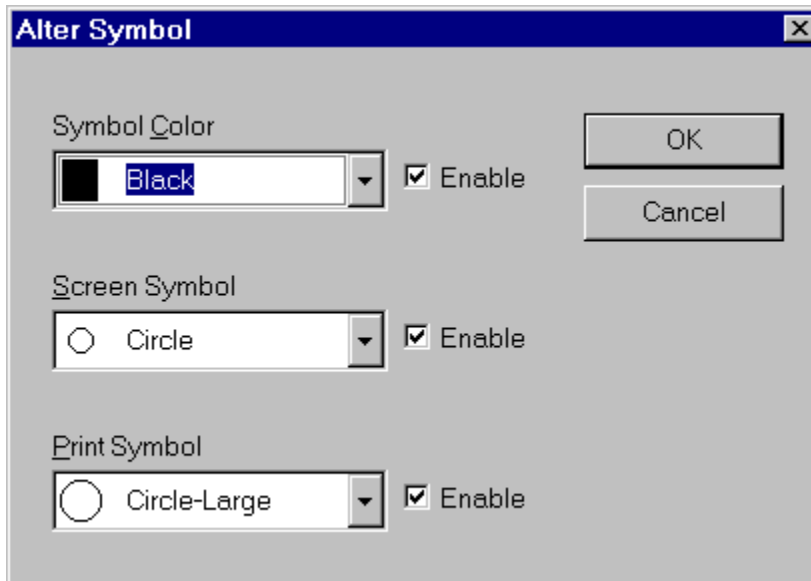 Alter Symbol
Symbol Color
Black
Enable
OK
Cancel
Screen Symbol
Circle
Enable
Print Symbol
Circle-Large
Enable